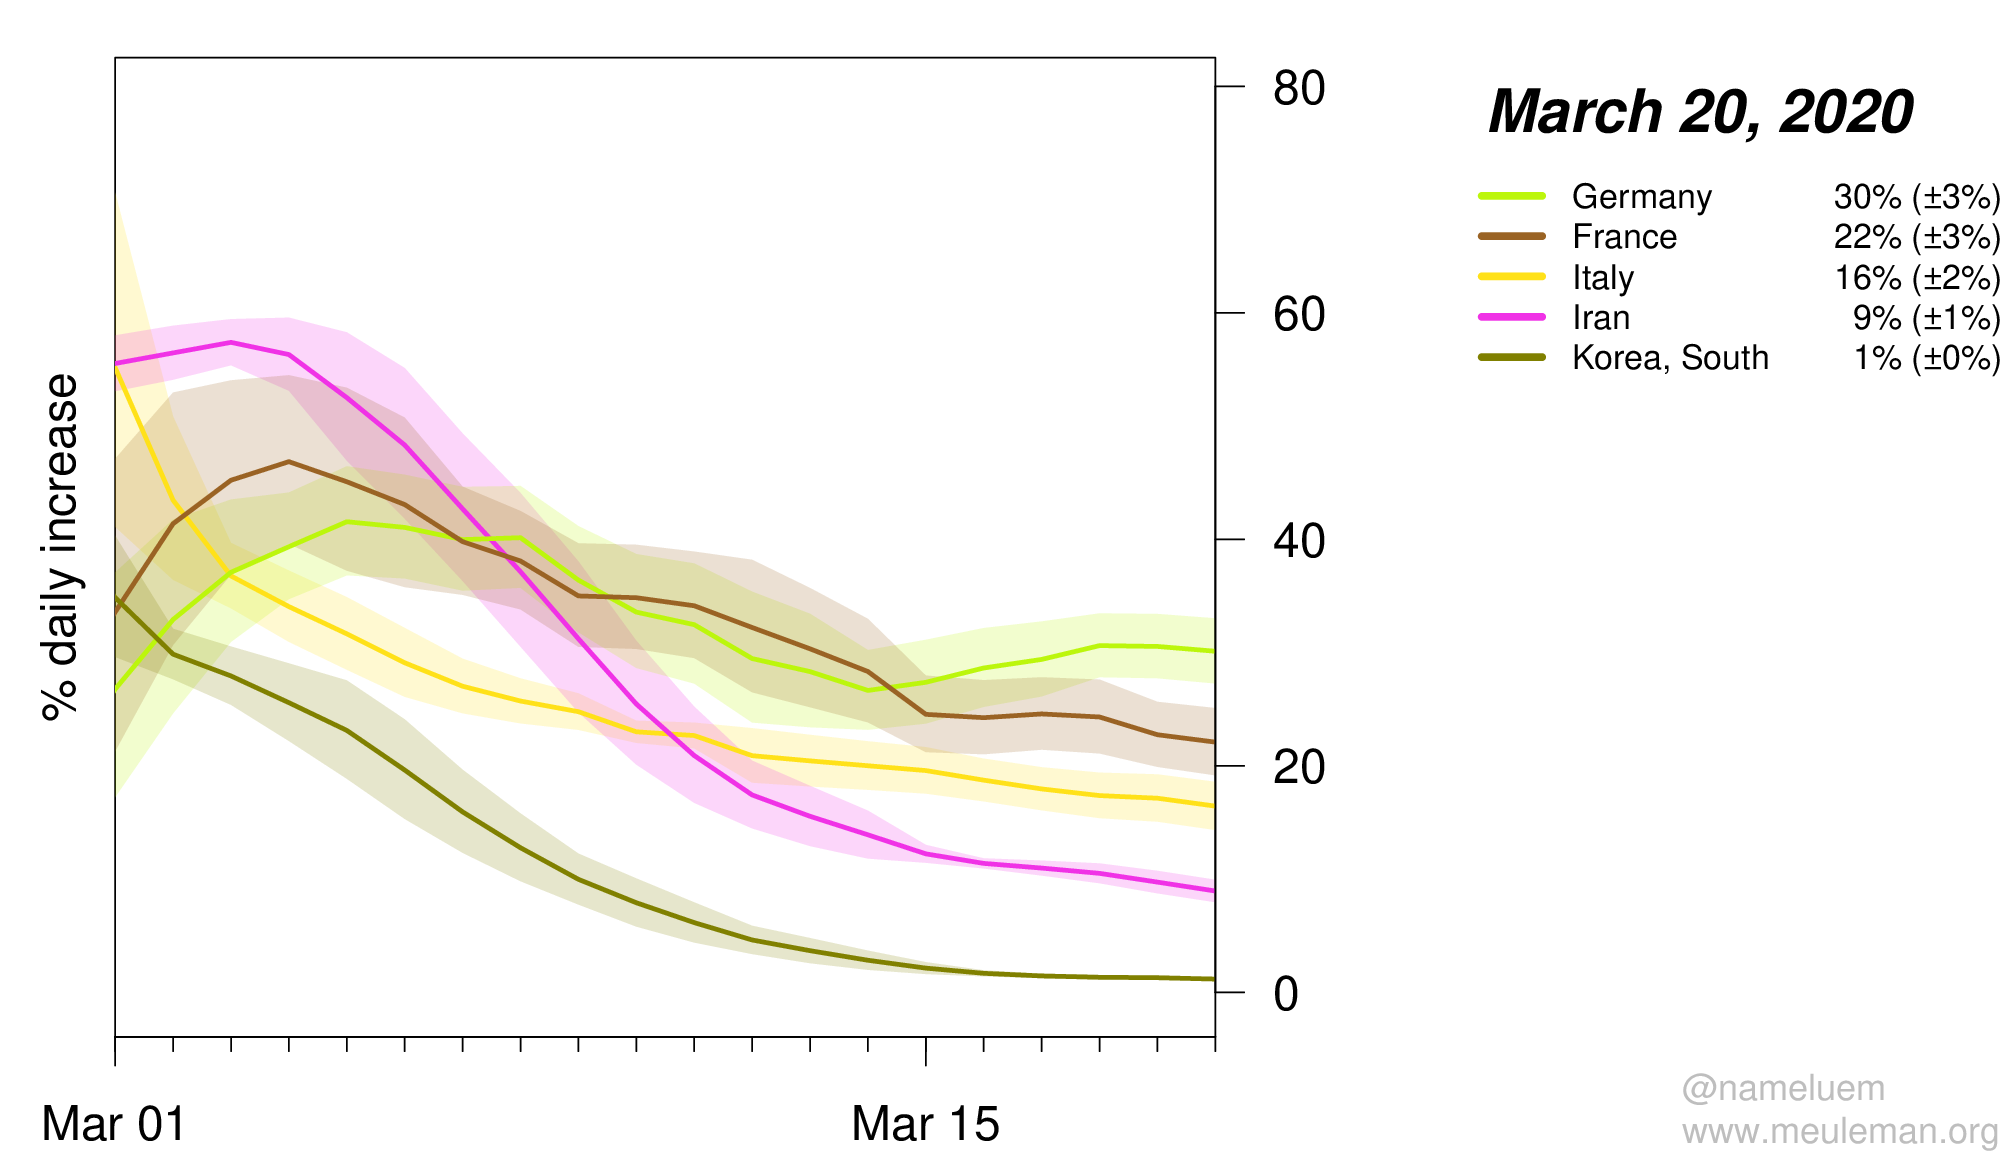 March 20, 2020
Germany 30% (±3%)
France 22% (±3%)
Italy 16% (±2%)
Iran 9% (±1%)
Korea, South 1% (±0%)
% daily increase
80
60
40
20
0
Mar 01 Mar 15
@nameluem
www.meuleman.org